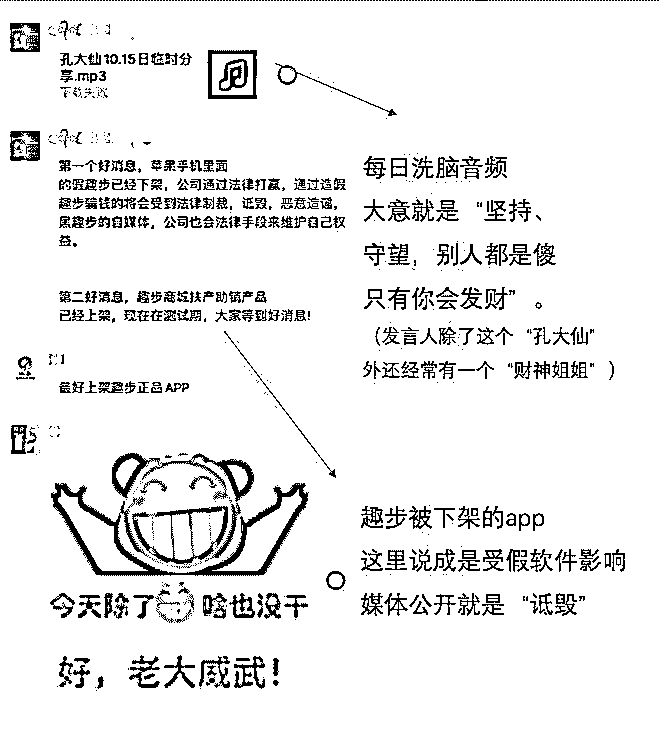 孔大仙10.15日临时分
享.mp3
下载失败
第一个好消息，苹果手机里面
的假趣步已经下架，公司通过法律打赢，通过造假
趣步骗钱的将会受到法律制裁，诋毁，恶意造谣，
黑趣步的自媒体，公司也会法律手段来维护自己权
益。
第二好消息，趣步商城扶产助销产品
已经上架，现在在测试期，大家等到好消息！
最好上架趣步正品APP
今天除了 啥也没干
好，老大威武！
每日洗脑音频
大意就是“坚持、
守望，别人都是傻
只有你会发财”。
（发言人除了这个“孔大仙”
外还经常有一个“财神姐姐”）
趣步被下架的app
这里说成是受假软件影响
媒体公开就是“诋毁”